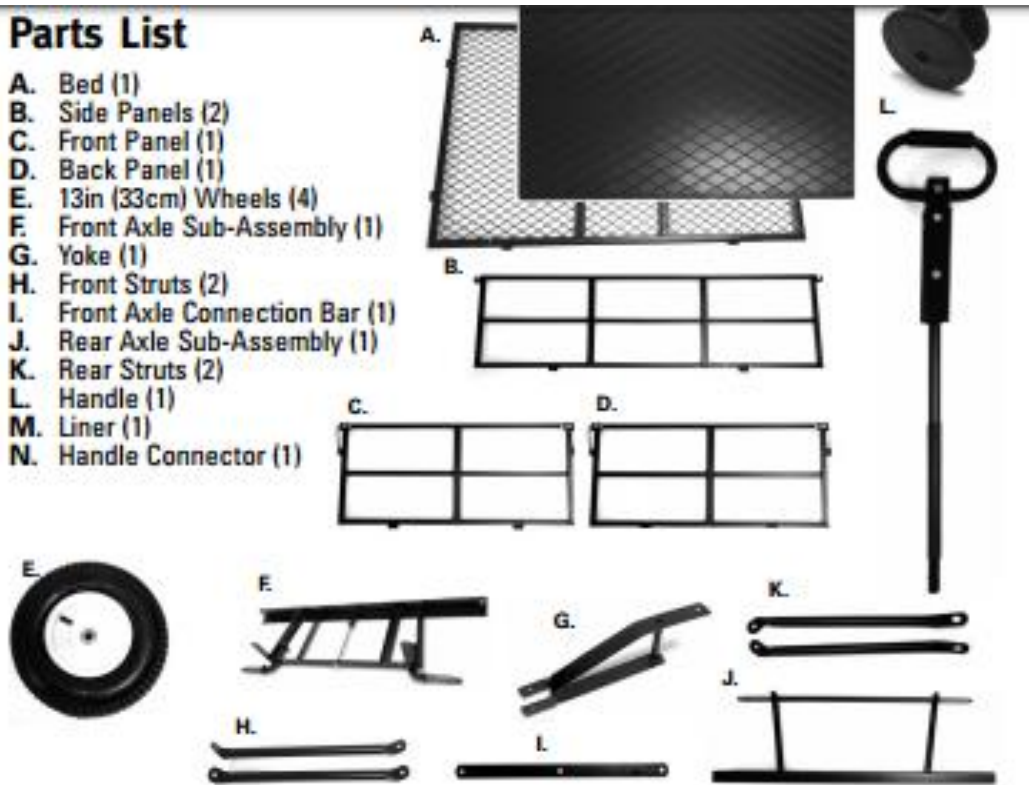 Parts List
A. Bed (1)
B. Side Panels (2)
C. Front Panel (1)
D. Back Panel (1)
E. 13in (33cm) Wheels (4)
F. Front Axle Sub-Assembly (1)
G. Yoke (1)
H. Front Struts (2)
I. Front Axle Connection Bar (1)
J. Rear Axle Sub-Assembly (1)
K. Rear Struts (2)
L. Handle (1)
M. Liner (1)
N. Handle Connector (1)
A.
L.
B.
C.
D.
E.
F.
G.
K.
J.
H.
I.